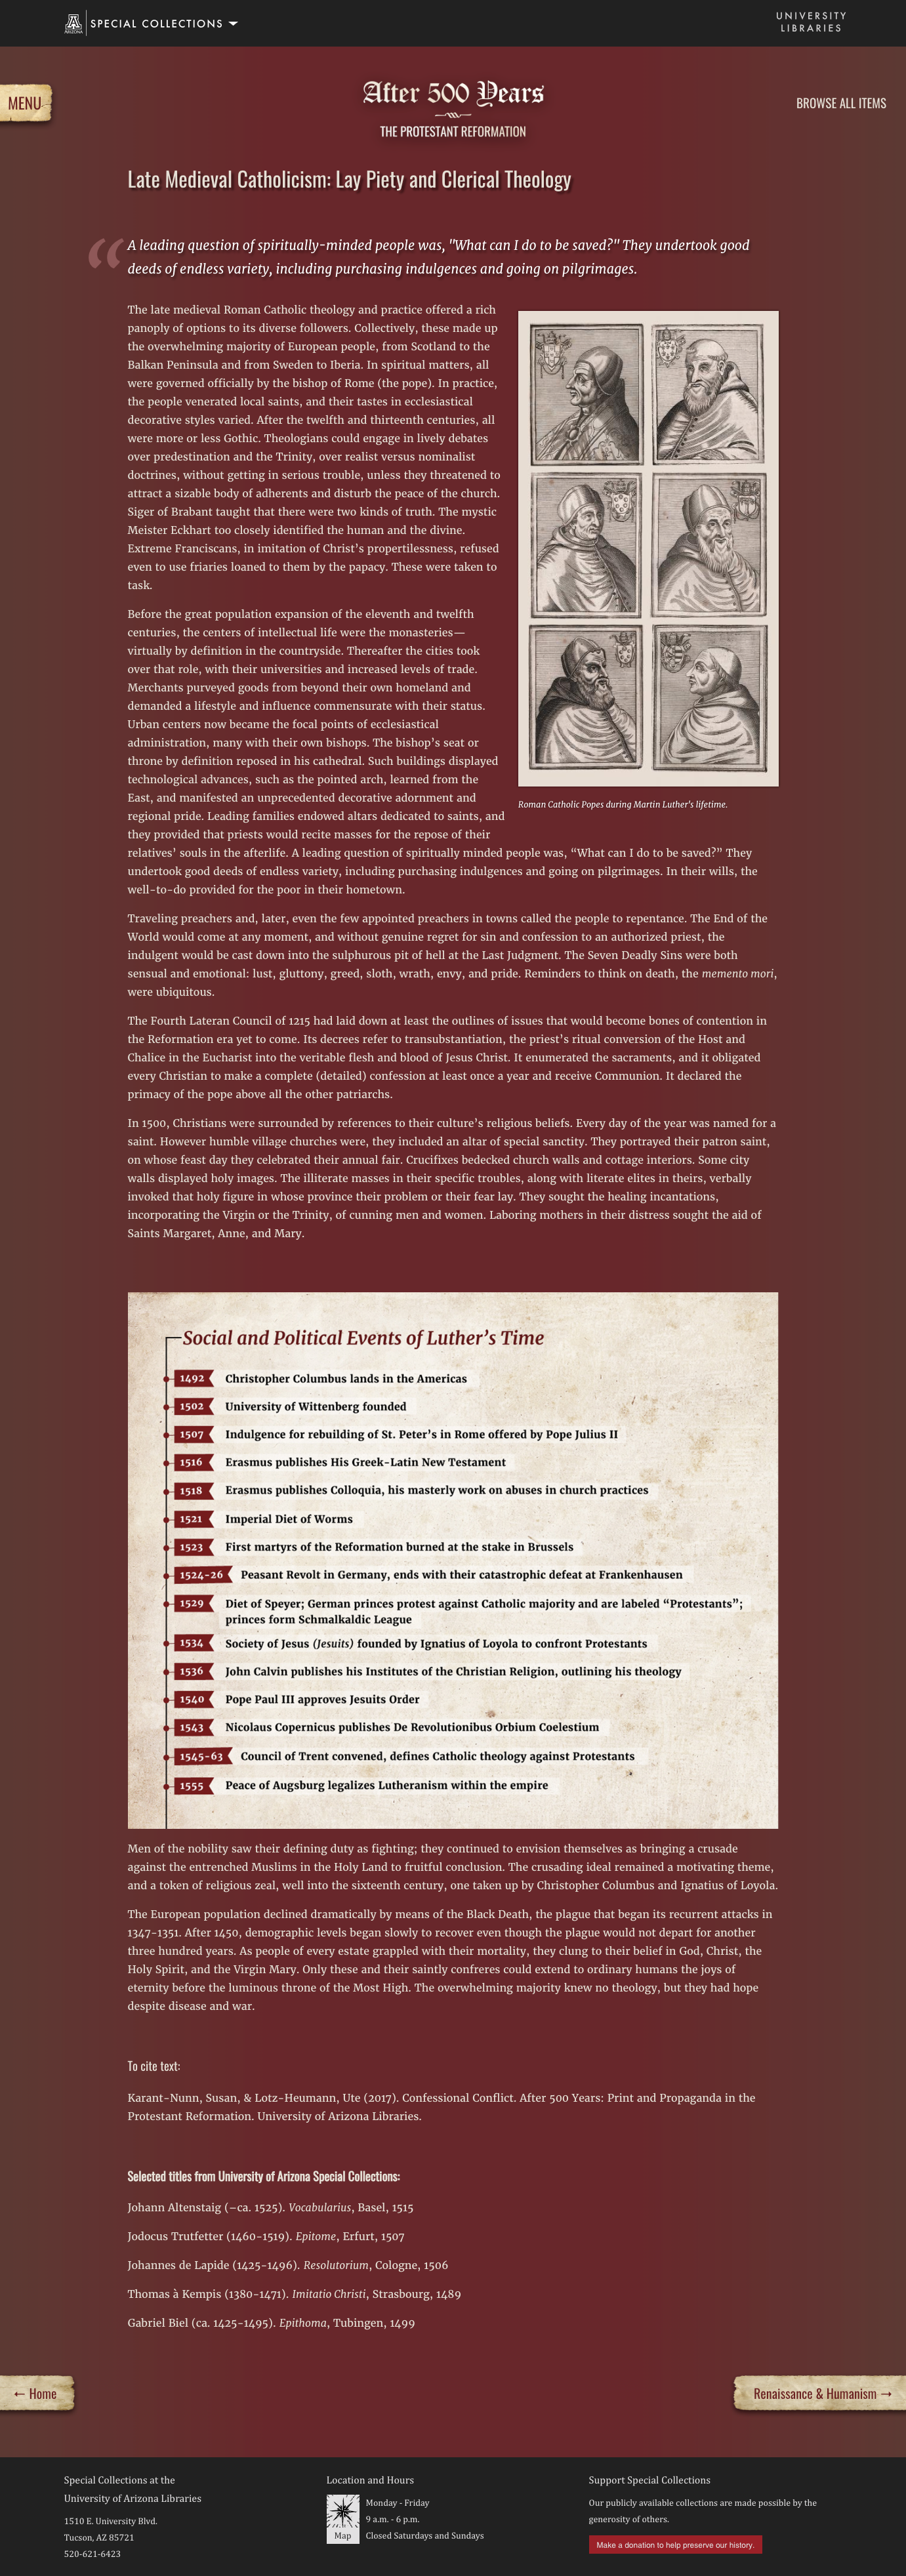 ARIZONA
SPECIAL COLLECTIONS
UNIVERSITY
LIBRARIES
MENU
After 500 Years
THE PROTESTANT REFORMATION
BROWSE ALL ITEMS
Late Medieval Catholicism: Lay Piety and Clerical Theology
“
A leading question of spiritually-minded people was, "What can I do to be saved?" They undertook good
deeds of endless variety, including purchasing indulgences and going on pilgrimages.
The late medieval Roman Catholic theology and practice offered a rich
panoply of options to its diverse followers. Collectively, these made up
the overwhelming majority of European people, from Scotland to the
Balkan Peninsula and from Sweden to Iberia. In spiritual matters, all
were governed officially by the bishop of Rome (the pope). In practice,
the people venerated local saints, and their tastes in ecclesiastical
decorative styles varied. After the twelfth and thirteenth centuries, all
were more or less Gothic. Theologians could engage in lively debates
over predestination and the Trinity, over realist versus nominalist
doctrines, without getting in serious trouble, unless they threatened to
attract a sizable body of adherents and disturb the peace of the church.
Siger of Brabant taught that there were two kinds of truth. The mystic
Meister Eckhart too closely identified the human and the divine.
Extreme Franciscans, in imitation of Christ’s propertilessness, refused
even to use friaries loaned to them by the papacy. These were taken to
task.
Before the great population expansion of the eleventh and twelfth
centuries, the centers of intellectual life were the monasteries—
virtually by definition in the countryside. Thereafter the cities took
over that role, with their universities and increased levels of trade.
Merchants purveyed goods from beyond their own homeland and
demanded a lifestyle and influence commensurate with their status.
Urban centers now became the focal points of ecclesiastical
administration, many with their own bishops. The bishop’s seat or
throne by definition reposed in his cathedral. Such buildings displayed
technological advances, such as the pointed arch, learned from the
East, and manifested an unprecedented decorative adornment and
regional pride. Leading families endowed altars dedicated to saints, and
they provided that priests would recite masses for the repose of their
relatives’ souls in the afterlife. A leading question of spiritually minded people was, “What can I do to be saved?” They
undertook good deeds of endless variety, including purchasing indulgences and going on pilgrimages. In their wills, the
well-to-do provided for the poor in their hometown.
Roman Catholic Popes during Martin Luther's lifetime.
Traveling preachers and, later, even the few appointed preachers in towns called the people to repentance. The End of the
World would come at any moment, and without genuine regret for sin and confession to an authorized priest, the
indulgent would be cast down into the sulphurous pit of hell at the Last Judgment. The Seven Deadly Sins were both
sensual and emotional: lust, gluttony, greed, sloth, wrath, envy, and pride. Reminders to think on death, the memento mori,
were ubiquitous.
The Fourth Lateran Council of 1215 had laid down at least the outlines of issues that would become bones of contention in
the Reformation era yet to come. Its decrees refer to transubstantiation, the priest’s ritual conversion of the Host and
Chalice in the Eucharist into the veritable flesh and blood of Jesus Christ. It enumerated the sacraments, and it obligated
every Christian to make a complete (detailed) confession at least once a year and receive Communion. It declared the
primacy of the pope above all the other patriarchs.
In 1500, Christians were surrounded by references to their culture’s religious beliefs. Every day of the year was named for a
saint. However humble village churches were, they included an altar of special sanctity. They portrayed their patron saint,
on whose feast day they celebrated their annual fair. Crucifixes bedecked church walls and cottage interiors. Some city
walls displayed holy images. The illiterate masses in their specific troubles, along with literate elites in theirs, verbally
invoked that holy figure in whose province their problem or their fear lay. They sought the healing incantations,
incorporating the Virgin or the Trinity, of cunning men and women. Laboring mothers in their distress sought the aid of
Saints Margaret, Anne, and Mary.
Social and Political Events of Luther’s Time
1492 Christopher Columbus lands in the Americas
1502 University of Wittenberg founded
1507 Indulgence for rebuilding of St. Peter’s in Rome offered by Pope Julius II
1516 Erasmus publishes His Greek-Latin New Testament
1518 Erasmus publishes Colloquia, his masterly work on abuses in church practices
1521 Imperial Diet of Worms
1523 First martyrs of the Reformation burned at the stake in Brussels
1524-26 Peasant Revolt in Germany, ends with their catastrophic defeat at Frankenhausen
1529 Diet of Speyer; German princes protest against Catholic majority and are labeled “Protestants”;
princes form Schmalkaldic League
1534 Society of Jesus (Jesuits) founded by Ignatius of Loyola to confront Protestants
1536 John Calvin publishes his Institutes of the Christian Religion, outlining his theology
1540 Pope Paul III approves Jesuits Order
1543 Nicolaus Copernicus publishes De Revolutionibus Orbium Coelestium
1545-63 Council of Trent convened, defines Catholic theology against Protestants
1555 Peace of Augsburg legalizes Lutheranism within the empire
Men of the nobility saw their defining duty as fighting; they continued to envision themselves as bringing a crusade
against the entrenched Muslims in the Holy Land to fruitful conclusion. The crusading ideal remained a motivating theme,
and a token of religious zeal, well into the sixteenth century, one taken up by Christopher Columbus and Ignatius of Loyola.
The European population declined dramatically by means of the Black Death, the plague that began its recurrent attacks in
1347-1351. After 1450, demographic levels began slowly to recover even though the plague would not depart for another
three hundred years. As people of every estate grappled with their mortality, they clung to their belief in God, Christ, the
Holy Spirit, and the Virgin Mary. Only these and their saintly confreres could extend to ordinary humans the joys of
eternity before the luminous throne of the Most High. The overwhelming majority knew no theology, but they had hope
despite disease and war.
To cite text:
Karant-Nunn, Susan, & Lotz-Heumann, Ute (2017). Confessional Conflict. After 500 Years: Print and Propaganda in the
Protestant Reformation. University of Arizona Libraries.
Selected titles from University of Arizona Special Collections:
Johann Altenstaig (–ca. 1525). Vocabularius, Basel, 1515
Jodocus Trutfetter (1460-1519). Epitome, Erfurt, 1507
Johannes de Lapide (1425-1496). Resolutorium, Cologne, 1506
Thomas à Kempis (1380-1471). Imitatio Christi, Strasbourg, 1489
Gabriel Biel (ca. 1425-1495). Epithoma, Tubingen, 1499
← Home
Renaissance & Humanism →
Special Collections at the
University of Arizona Libraries
1510 E. University Blvd.
Tucson, AZ 85721
520-621-6423
Location and Hours
Map
Monday - Friday
9 a.m. - 6 p.m.
Closed Saturdays and Sundays
Support Special Collections
Our publicly available collections are made possible by the
generosity of others.
Make a donation to help preserve our history.